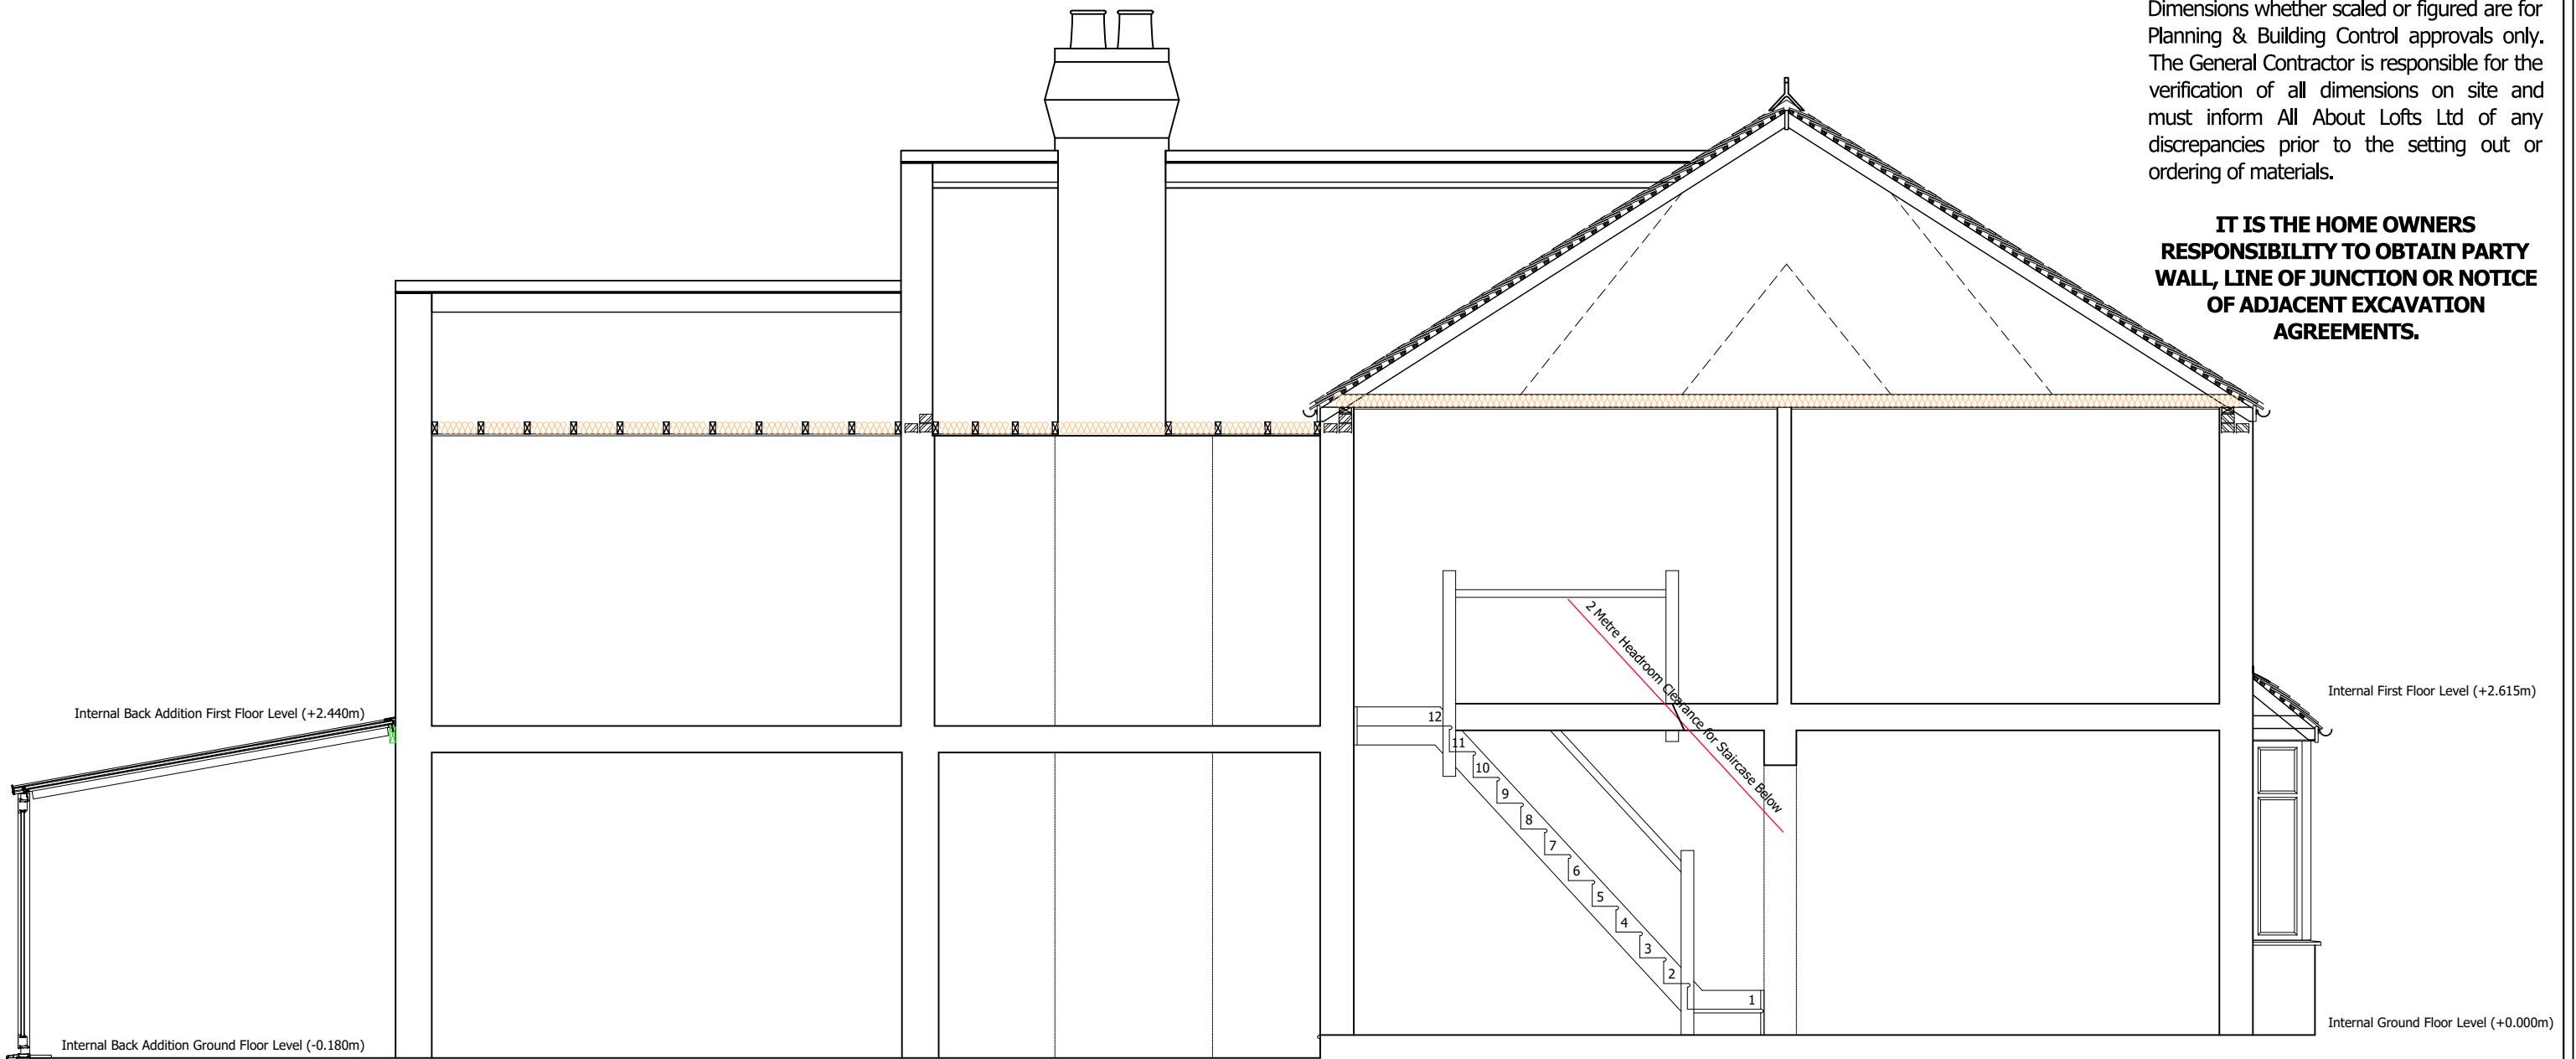 Dimensions whether scaled or figured are for
Planning & Building Control approvals only.
The General Contractor is responsible for the
verification of all dimensions on site and
must inform All About Lofts Ltd of any
discrepancies prior to the setting out or
ordering of materials.
IT IS THE HOME OWNERS
RESPONSIBILITY TO OBTAIN PARTY
WALL, LINE OF JUNCTION OR NOTICE
OF ADJACENT EXCAVATION
AGREEMENTS.
2 Metre Headroom Clearance for Staircase Below
Internal First Floor Level (+2.615m)
Internal Back Addition First Floor Level (+2.440m)
12
11
10
9
8
7
6
5
4
3
2
1
Internal Ground Floor Level (+0.000m)
Internal Back Addition Ground Floor Level (-0.180m)